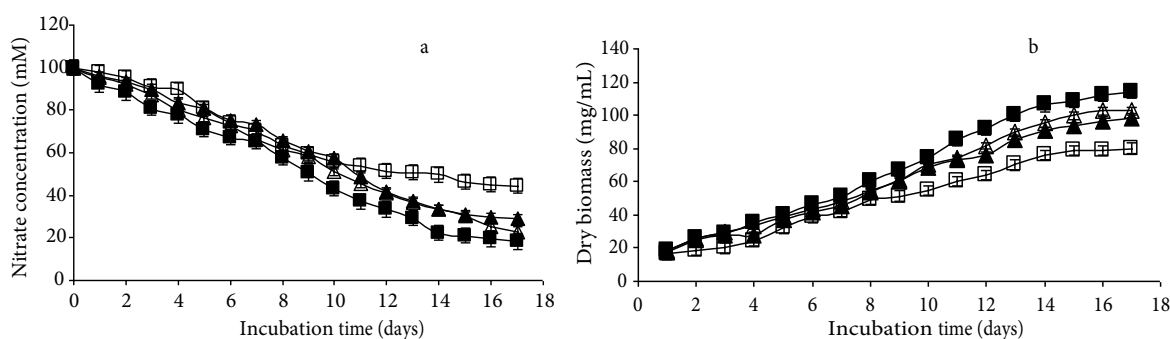 a
Nitrate concentration (mM)
120
100
80
60
40
20
0
0 2 4 6 8 10 12 14 16 18
Incubation time (days)
b
Dry biomass (mg/mL)
140
120
100
80
60
40
20
0
0 2 4 6 8 10 12 14 16 18
Incubation time (days)